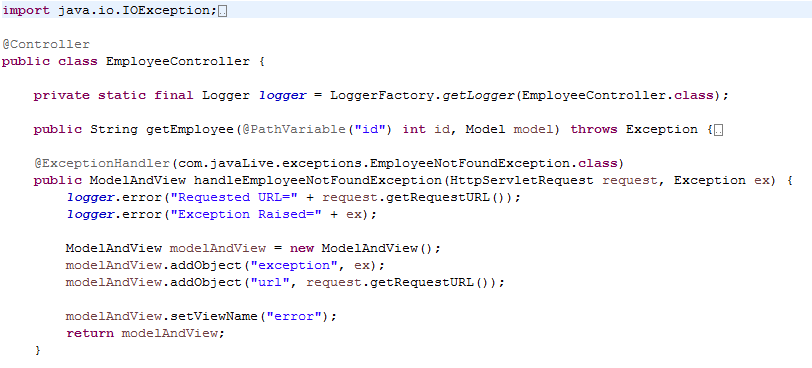 import java.io.IOException;
@Controller
public class EmployeeController {
private static final Logger logger = LoggerFactory.getLogger(EmployeeController.class);
public String getEmployee(@PathVariable("id") int id, Model model) throws Exception {
@ExceptionHandler(com.javaLive.exceptions.EmployeeNotFoundException.class)
public ModelAndView handleEmployeeNotFoundException(HttpServletRequest request, Exception ex) {
logger.error("Requested URL=" + request.getRequestURL());
logger.error("Exception Raised=" + ex);
ModelAndView modelAndView = new ModelAndView();
modelAndView.addObject("exception", ex);
modelAndView.addObject("url", request.getRequestURL());
modelAndView.setViewName("error");
return modelAndView;
}